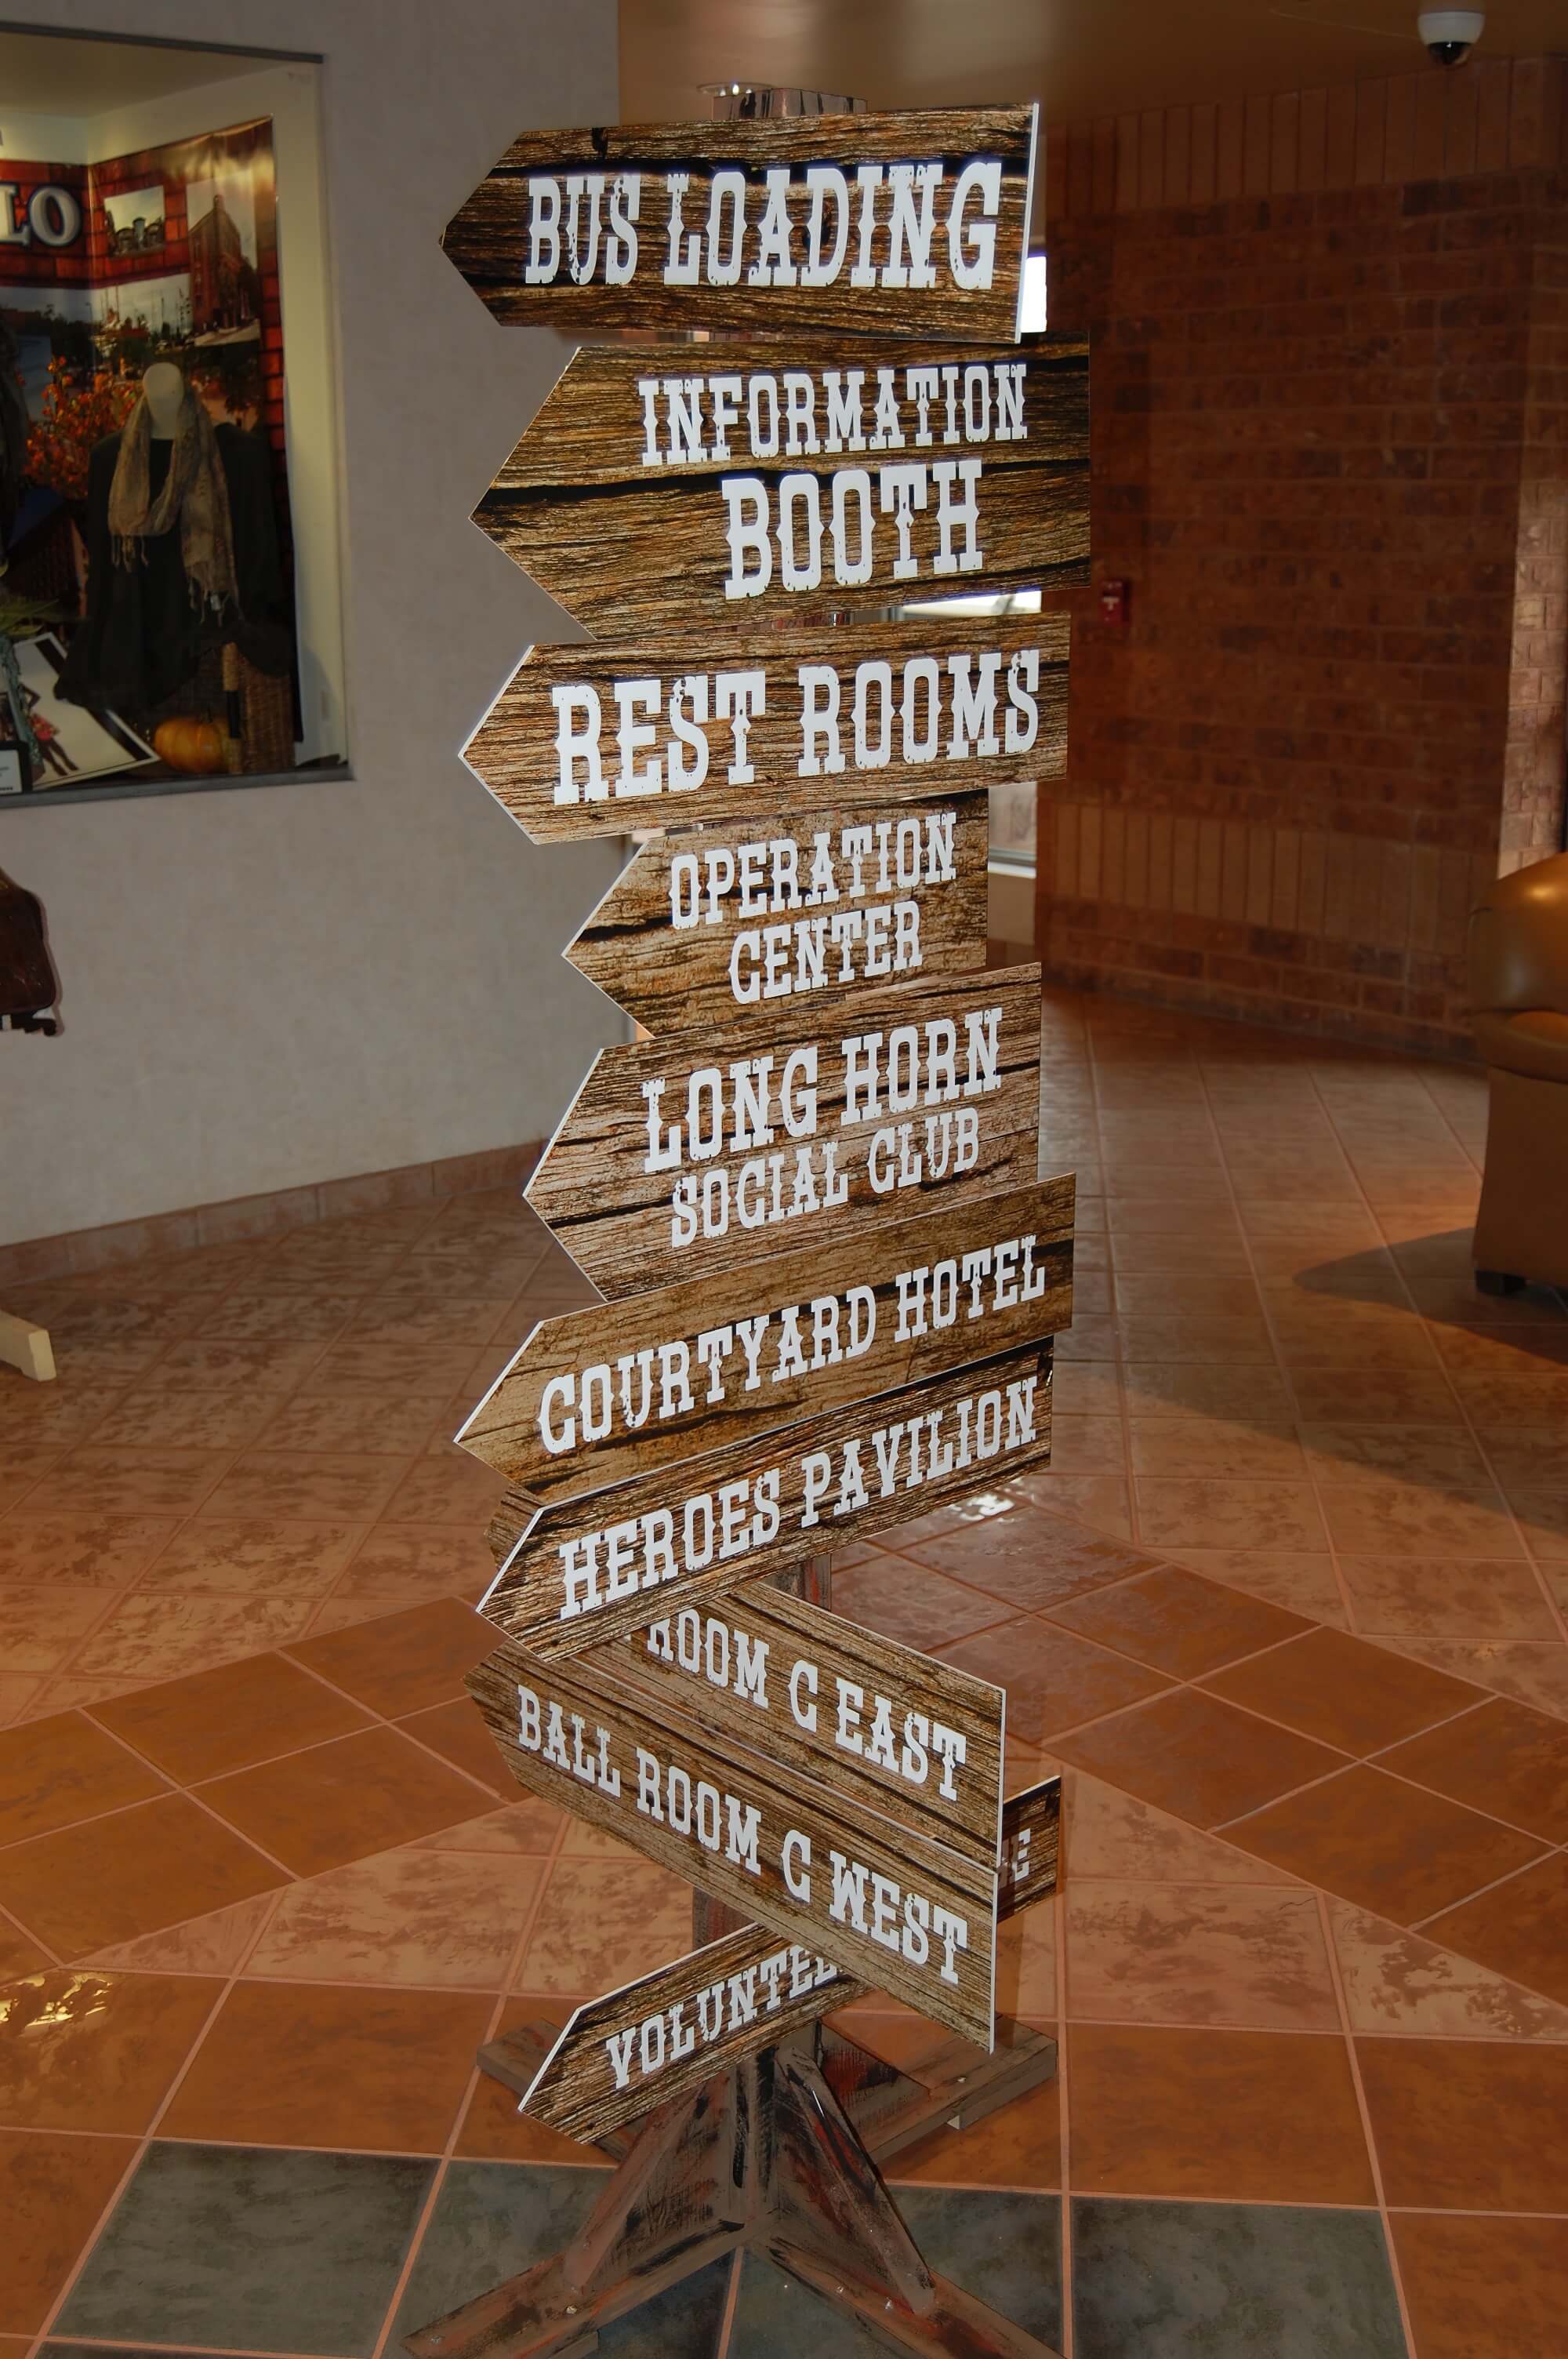 LO
BUS LOADING
INFORMATION
BOOTH
REST ROOMS
OPERATION
CENTER
LONG HORN
SOCIAL CLUB
COURTYARD HOTEL
HEROES PAVILION
ROOM C EAST
BALL ROOM C WEST